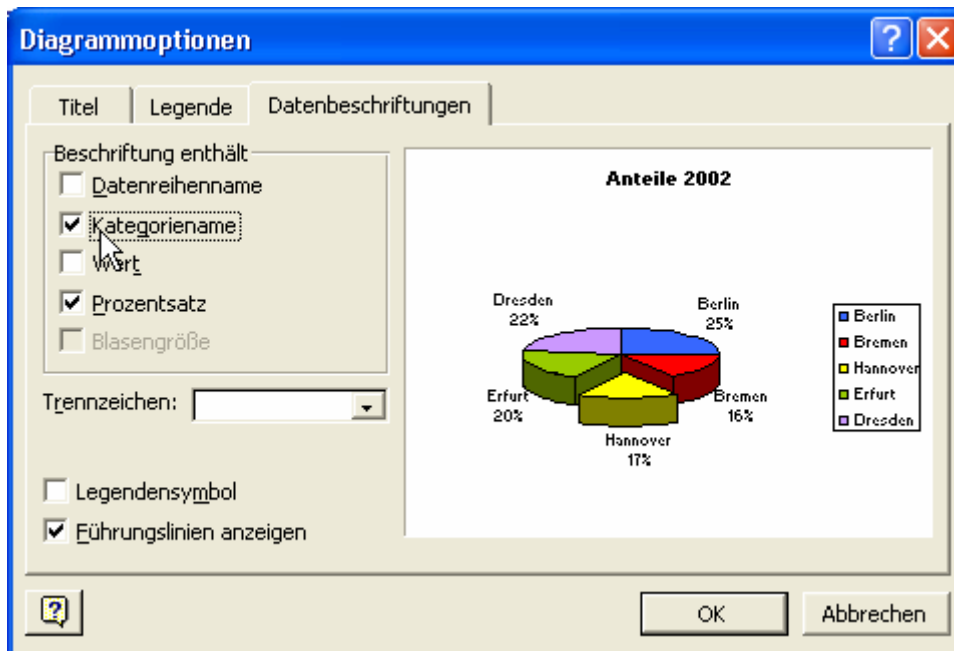 Diagrammoptionen
Titel
Legende
Datenbeschriftungen
Beschriftung enthält
Datenreihenname
Kategoriename
Wert
Prozentsatz
Blasengröße
Trennzeichen:
Legendensymbol
Führungslinien anzeigen
Anteile 2002
Dresden
22%
Berlin
25%
Erfurt
20%
Bremen
16%
Hannover
17%
Berlin
Bremen
Hannover
Erfurt
Dresden
OK
Abbrechen